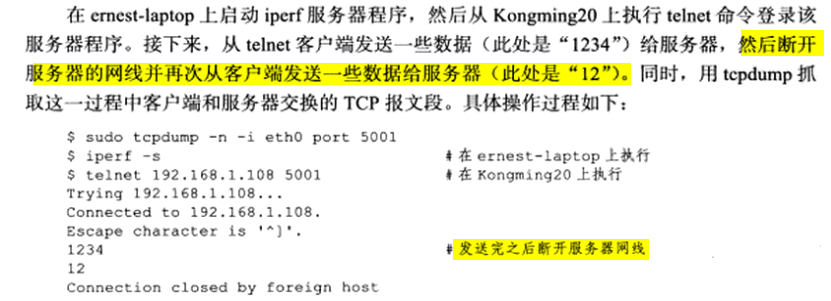 在 ernest-laptop 上启动 iperf 服务器程序，然后从 Kongming20 上执行 telnet 命令登录该
服务器程序。接下来，从 telnet 客户端发送一些数据（此处是“1234”）给服务器，然后断开
服务器的网线并再次从客户端发送一些数据给服务器（此处是“12”）。同时，用 tcpdump 抓
取这一过程中客户端和服务器交换的 TCP 报文段。具体操作过程如下：
$ sudo tcpdump -n -i eth0 port 5001
$ iperf -s # 在 ernest-laptop 上执行
$ telnet 192.168.1.108 5001 # 在 Kongming20 上执行
Trying 192.168.1.108...
Connected to 192.168.1.108.
Escape character is '^]'.
1234 # 发送完之后断开服务器网线
12
Connection closed by foreign host